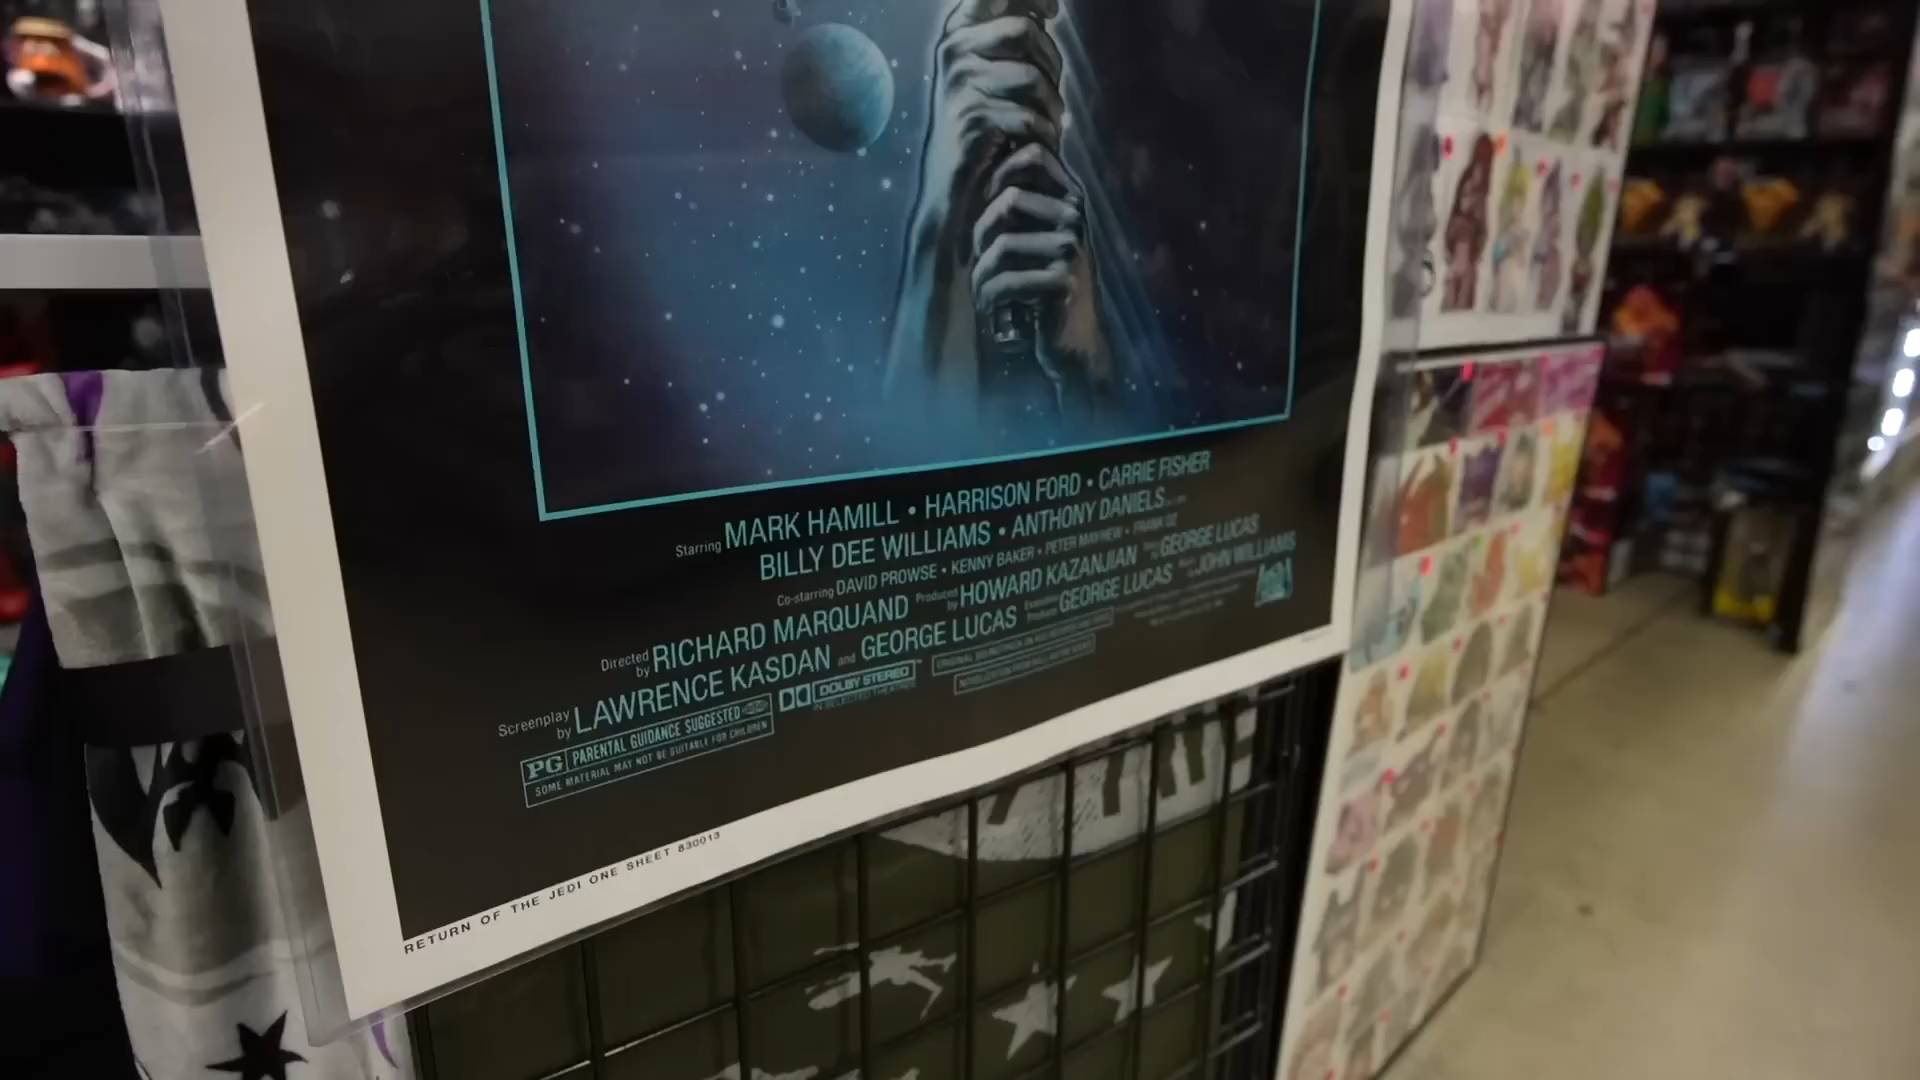 Starring MARK HAMILL • HARRISON FORD • CARRIE FISHER
BILLY DEE WILLIAMS • ANTHONY DANIELS
Co-starring DAVID PROWSE • KENNY BAKER • PETER MAYHEW • FRANK OZ
Directed by RICHARD MARQUAND Produced by HOWARD KAZANJIAN GEORGE LUCAS
Screenplay by LAWRENCE KASDAN and GEORGE LUCAS Executive Producer GEORGE LUCAS JOHN WILLIAMS
PG PARENTAL GUIDANCE SUGGESTED
SOME MATERIAL MAY NOT BE SUITABLE FOR CHILDREN
DOLBY STEREO
IN SELECTED THEATRES
RETURN OF THE JEDI ONE SHEET 830013